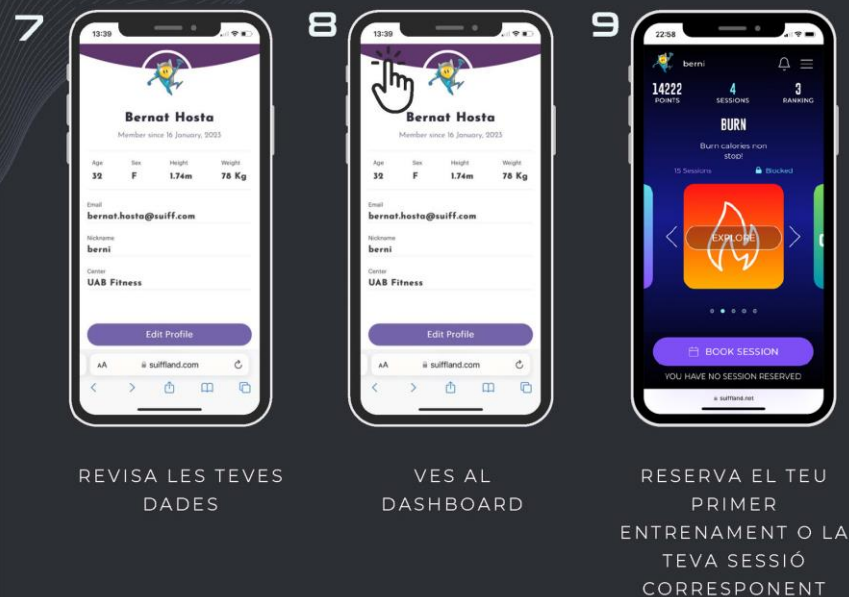 7
13:39
Bernat Hosta
Member since 16 January, 2023
Age Sex Height Weight
32 F 1.74m 78 Kg
Email
bernat.hosta@suiff.com
Nickname
berni
Center
UAB Fitness
Edit Profile
AA suiffland.com
REVISA LES TEVES
DADES
8
13:39
Bernat Hosta
Member since 16 January, 2023
Age Sex Height Weight
32 F 1.74m 78 Kg
Email
bernat.hosta@suiff.com
Nickname
berni
Center
UAB Fitness
Edit Profile
AA suiffland.com
VES AL
DASHBOARD
9
22:58
berni
14222 4 3
POINTS SESSIONS RANKING
BURN
Burn calories non
stop!
15 Sessions Blocked
EXPLORE
BOOK SESSION
YOU HAVE NO SESSION RESERVED
suiffland.net
RESERVA EL TEU
PRIMER
ENTRENAMENT O LA
TEVA SESSIÓ
CORRESPONENT